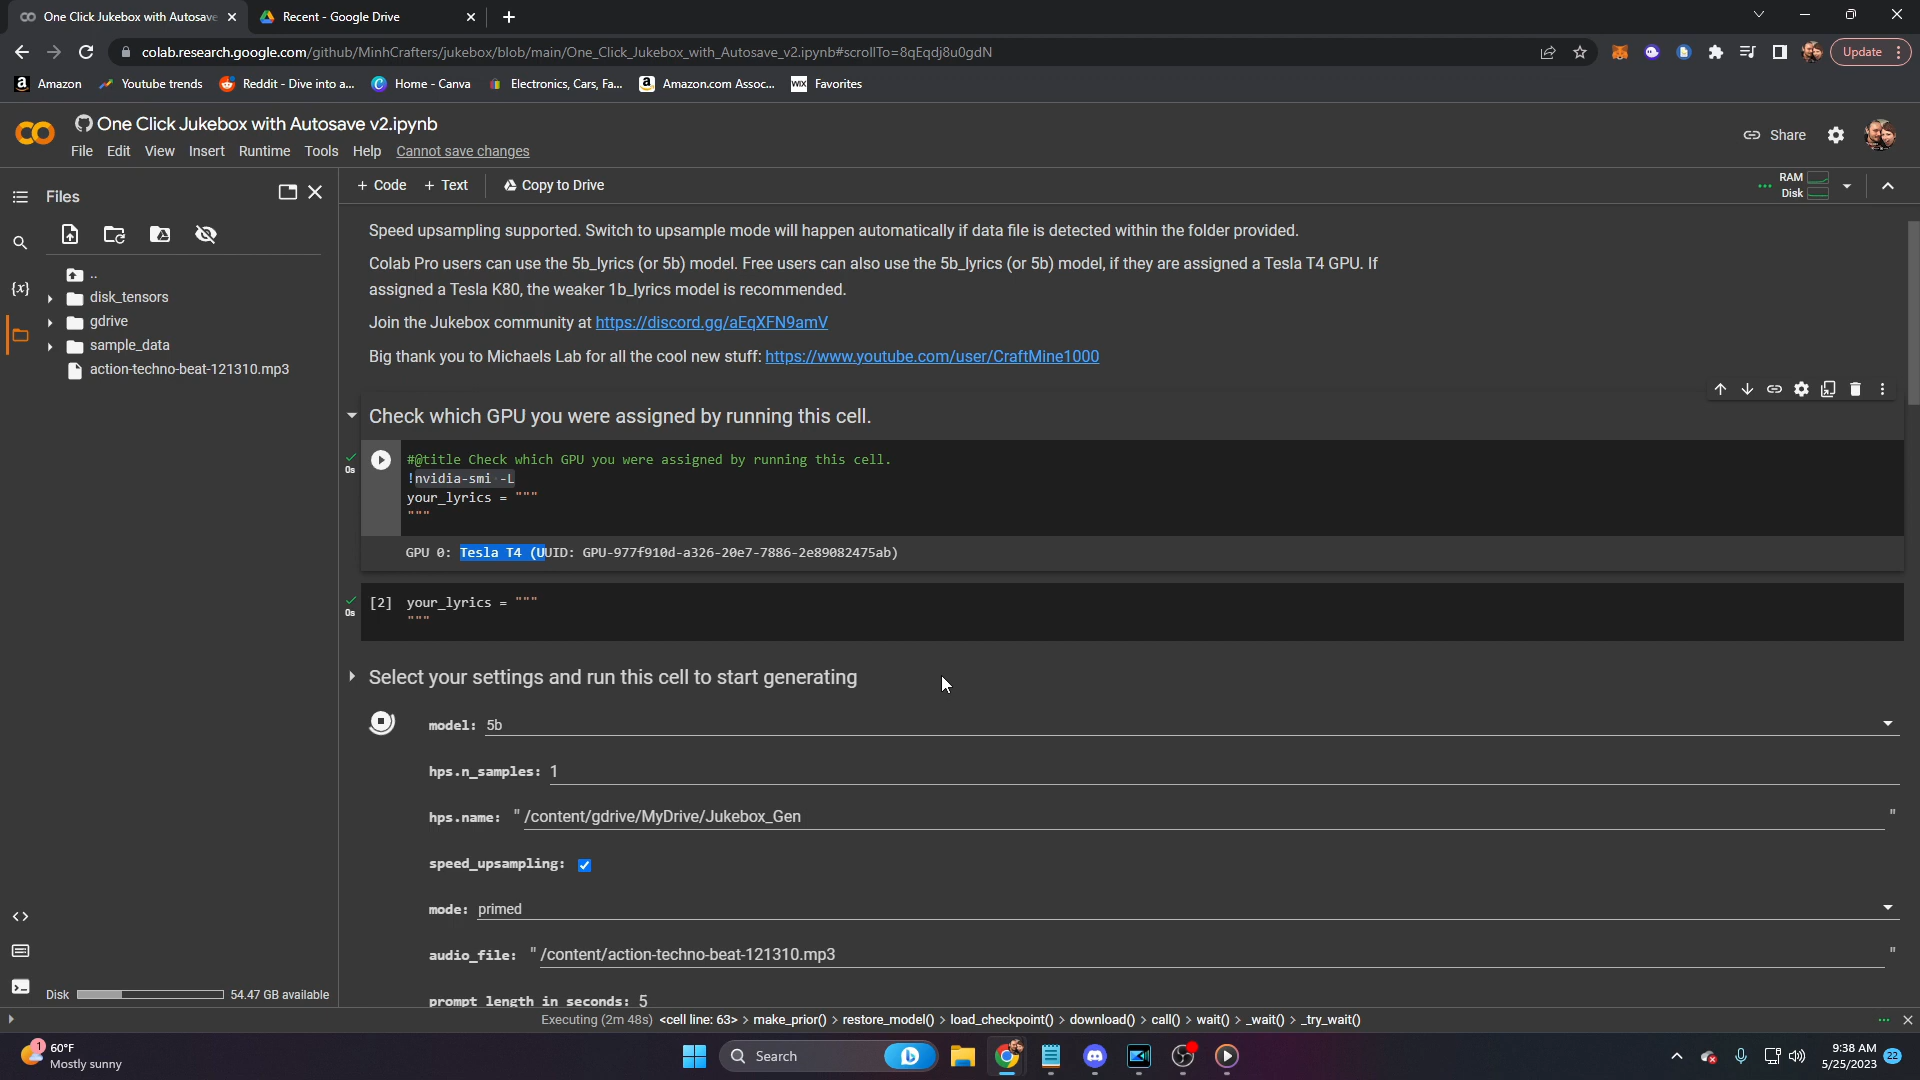 One Click Jukebox with Autosave
Recent - Google Drive
colab.research.google.com/github/MinhCrafters/jukebox/blob/main/One_Click_Jukebox_with_Autosave_v2.ipynb#scrollTo=8qEqdj8u0gdN
Update
Amazon
Youtube trends
Reddit - Dive into a...
Home - Canva
Electronics, Cars, Fa...
Amazon.com Assoc...
WIX Favorites
One Click Jukebox with Autosave v2.ipynb
File Edit View Insert Runtime Tools Help Cannot save changes
Share
Files
+ Code + Text Copy to Drive
RAM
Disk
..
disk_tensors
gdrive
sample_data
action-techno-beat-121310.mp3
{x}
Speed upsampling supported. Switch to upsample mode will happen automatically if data file is detected within the folder provided.
Colab Pro users can use the 5b_lyrics (or 5b) model. Free users can also use the 5b_lyrics (or 5b) model, if they are assigned a Tesla T4 GPU. If
assigned a Tesla K80, the weaker 1b_lyrics model is recommended.
Join the Jukebox community at https://discord.gg/aEqXFN9amV
Big thank you to Michaels Lab for all the cool new stuff: https://www.youtube.com/user/CraftMine1000
Check which GPU you were assigned by running this cell.
0s
#@title Check which GPU you were assigned by running this cell.
!nvidia-smi -L
your_lyrics = """
"""
GPU 0: Tesla T4 (UUID: GPU-977f910d-a326-20e7-7886-2e89082475ab)
0s
[2] your_lyrics = """
"""
Select your settings and run this cell to start generating
model: 5b
hps.n_samples: 1
hps.name: " /content/gdrive/MyDrive/Jukebox_Gen "
speed_upsampling:
mode: primed
audio_file: " /content/action-techno-beat-121310.mp3 "
prompt length in seconds: 5
Disk 54.47 GB available
Executing (2m 48s) <cell line: 63> > make_prior() > restore_model() > load_checkpoint() > download() > call() > wait() > _wait() > _try_wait()
1
60°F
Mostly sunny
Search
9:38 AM
5/25/2023
22